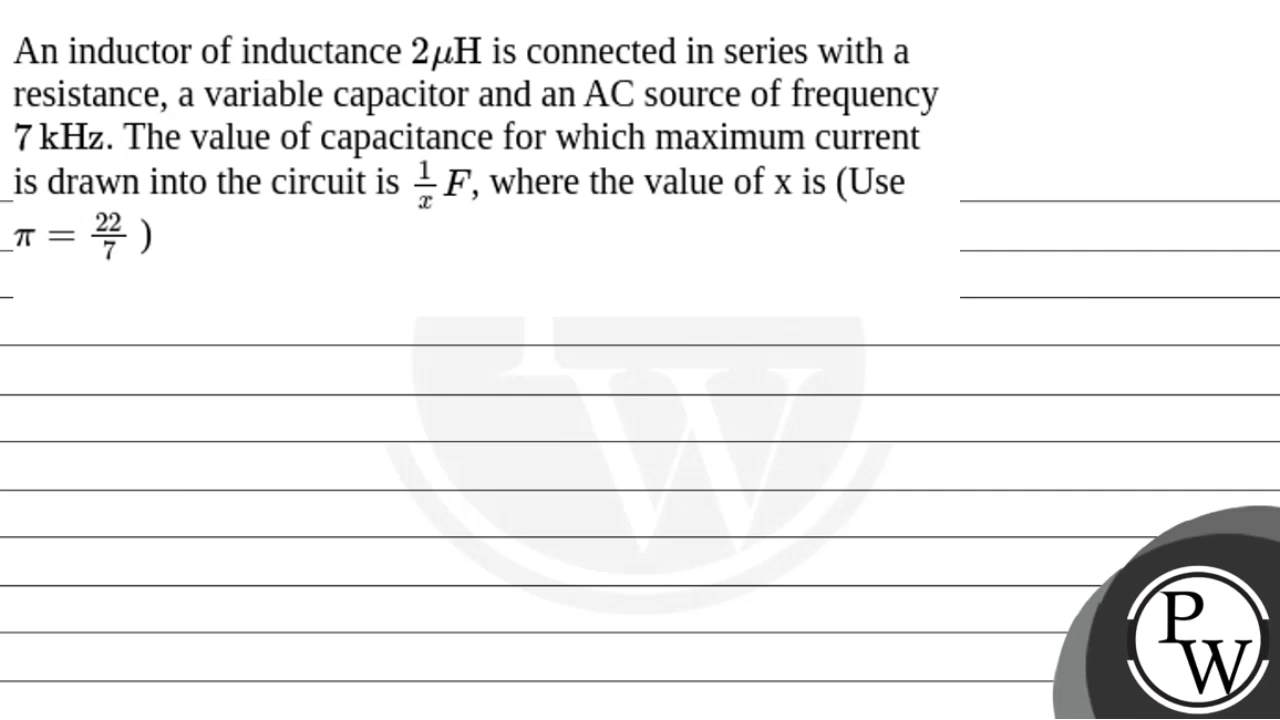 An inductor of inductance 2μH is connected in series with a
resistance, a variable capacitor and an AC source of frequency
7 kHz. The value of capacitance for which maximum current
is drawn into the circuit is 1/x F, where the value of x is (Use
π = 22/7 )
W
P
W